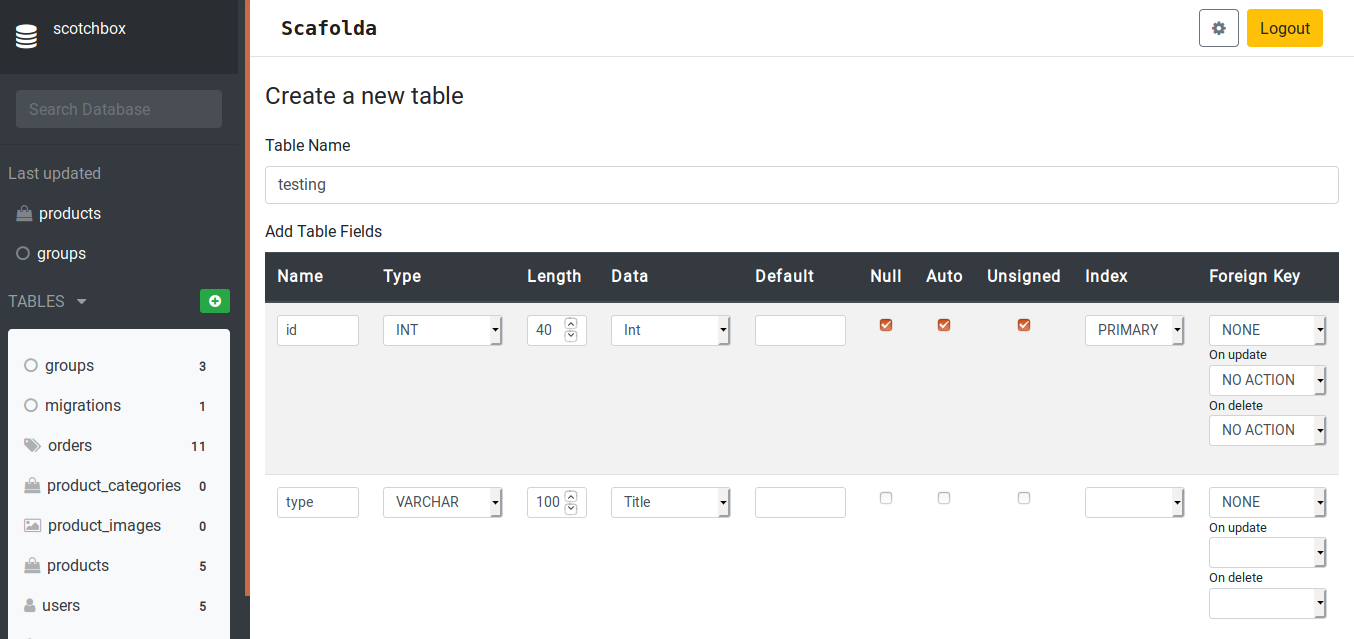 scotchbox
Search Database
Last updated
products
groups
TABLES
groups 3
migrations 1
orders 11
product_categories 0
product_images 0
products 5
users 5
Scafolda
Logout
Create a new table
Table Name
testing
Add Table Fields
Name Type Length Data Default Null Auto Unsigned Index Foreign Key
id INT 40 Int PRIMARY NONE
On update
NO ACTION
On delete
NO ACTION
type VARCHAR 100 Title NONE
On update
On delete